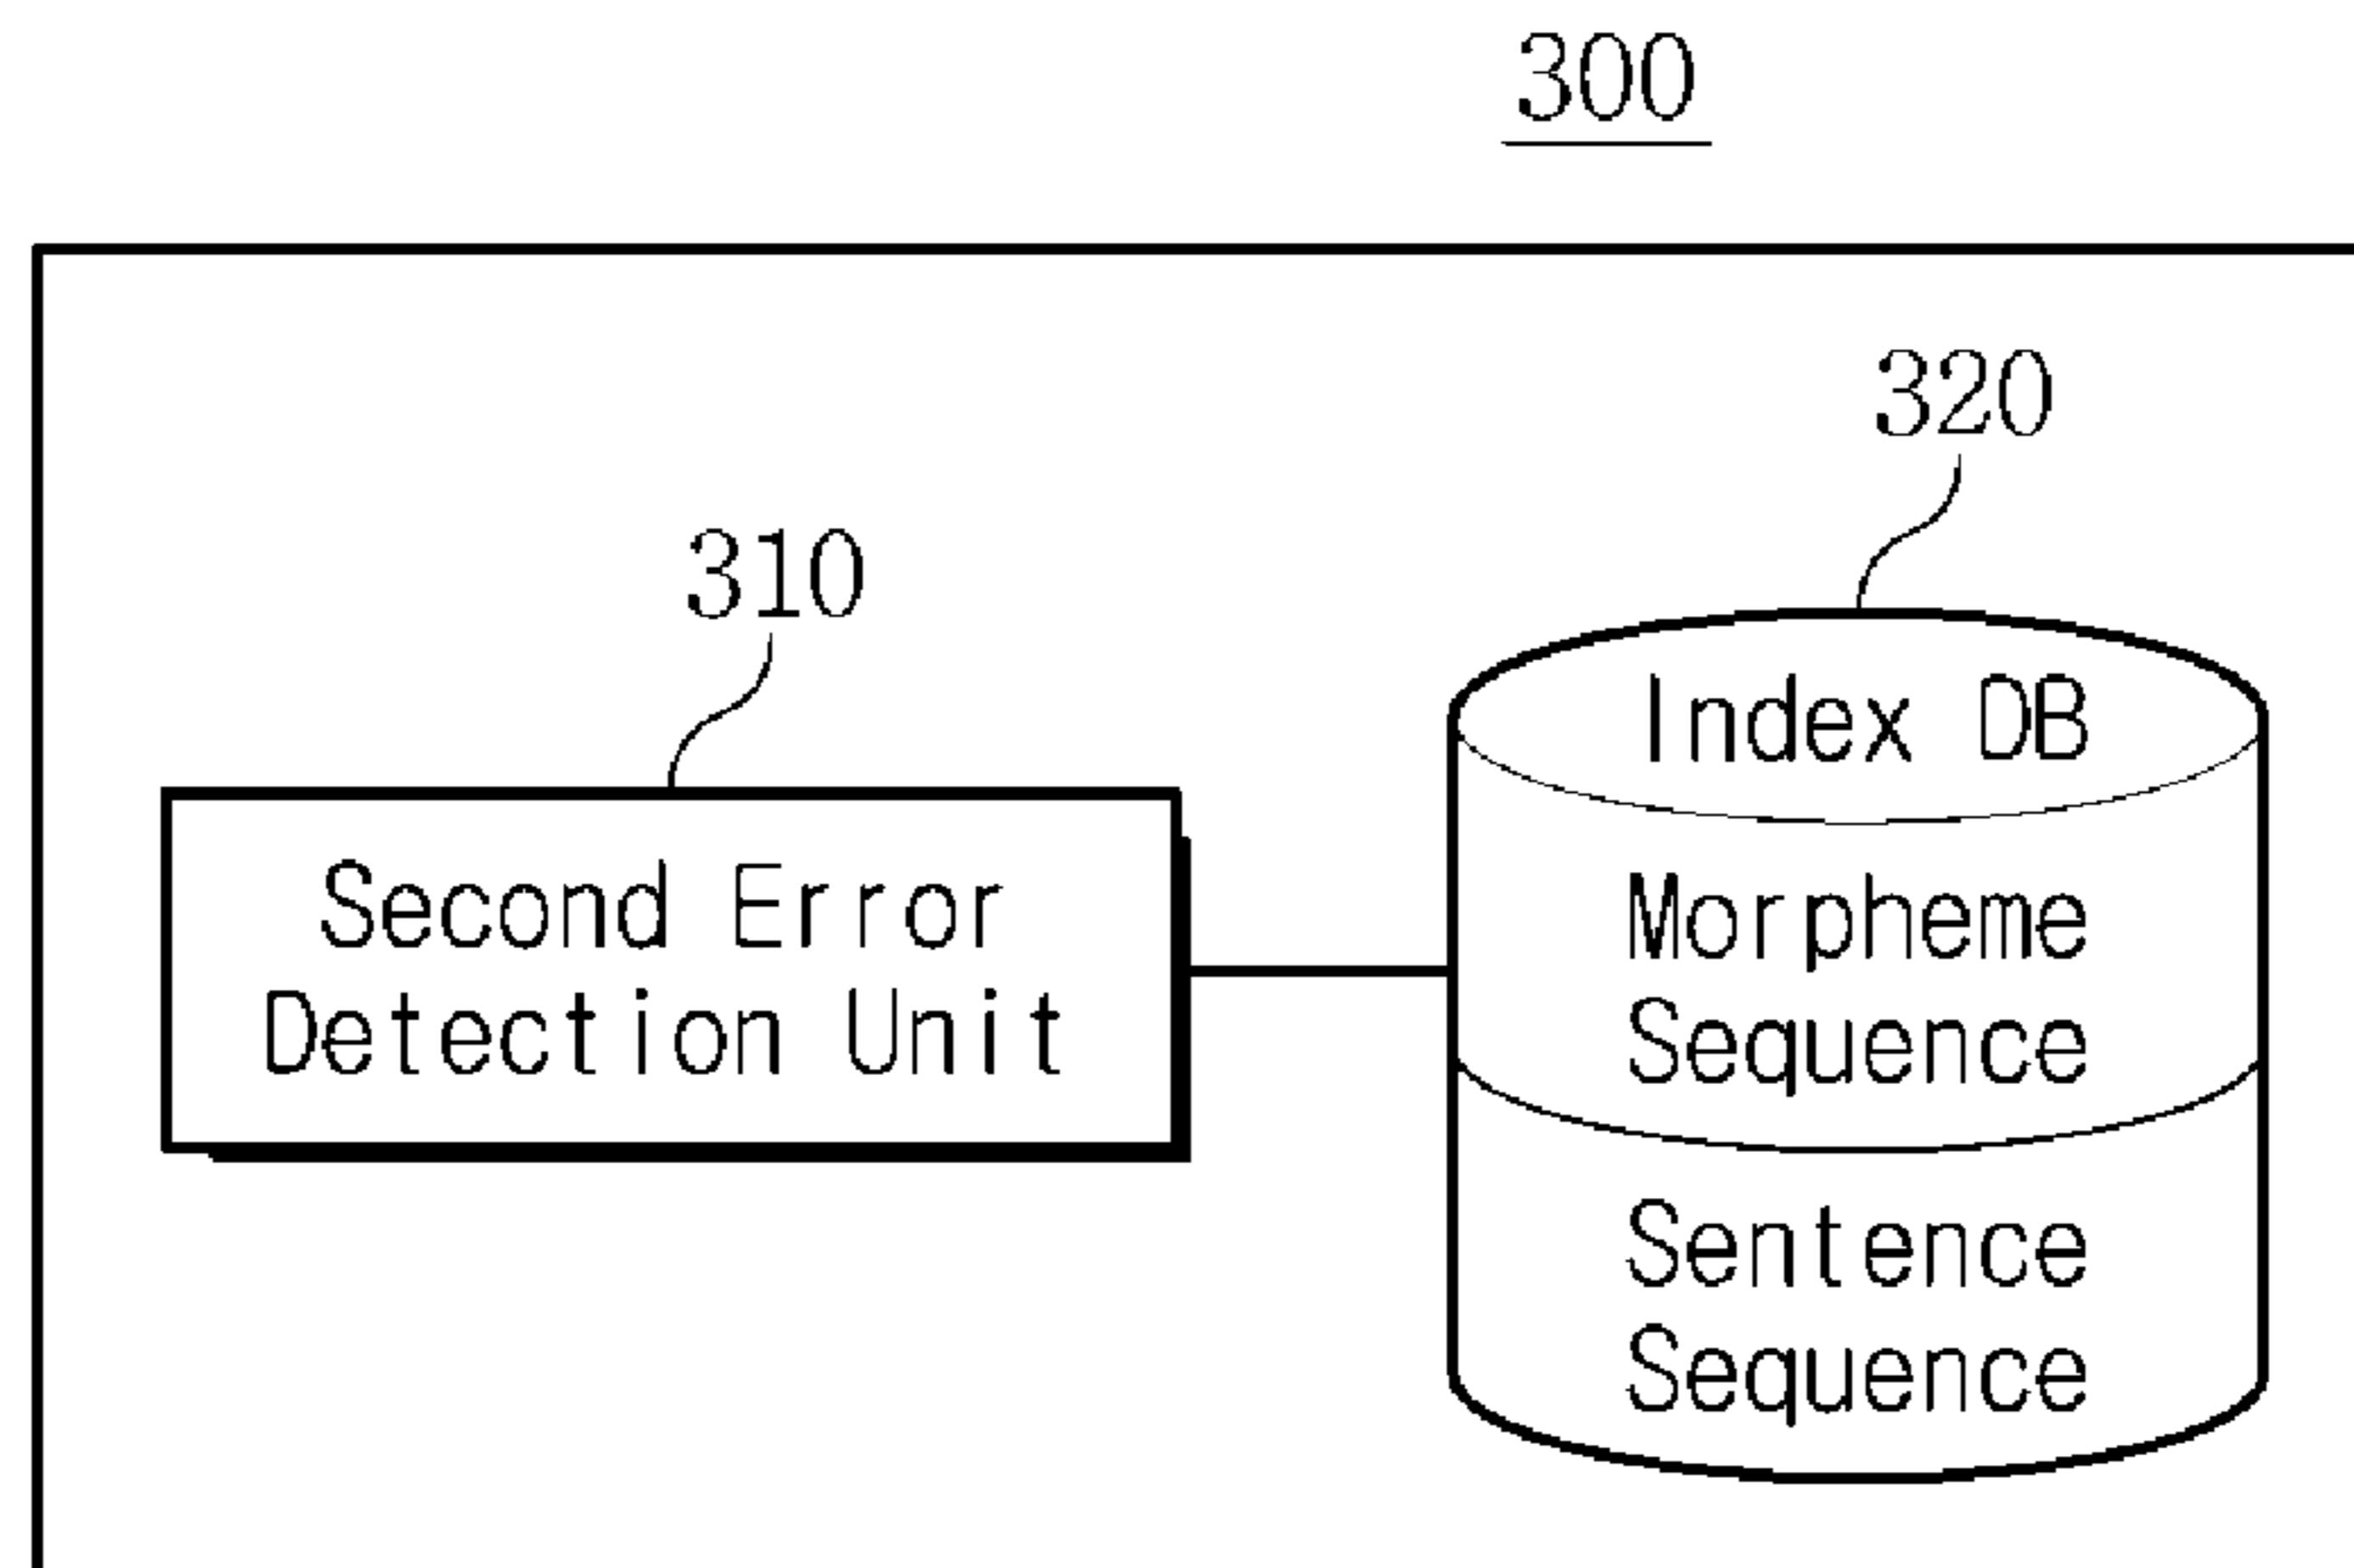 300
320
310
Index DB
Second Error
Detection Unit
Morpheme
Sequence
Sentence
Sequence